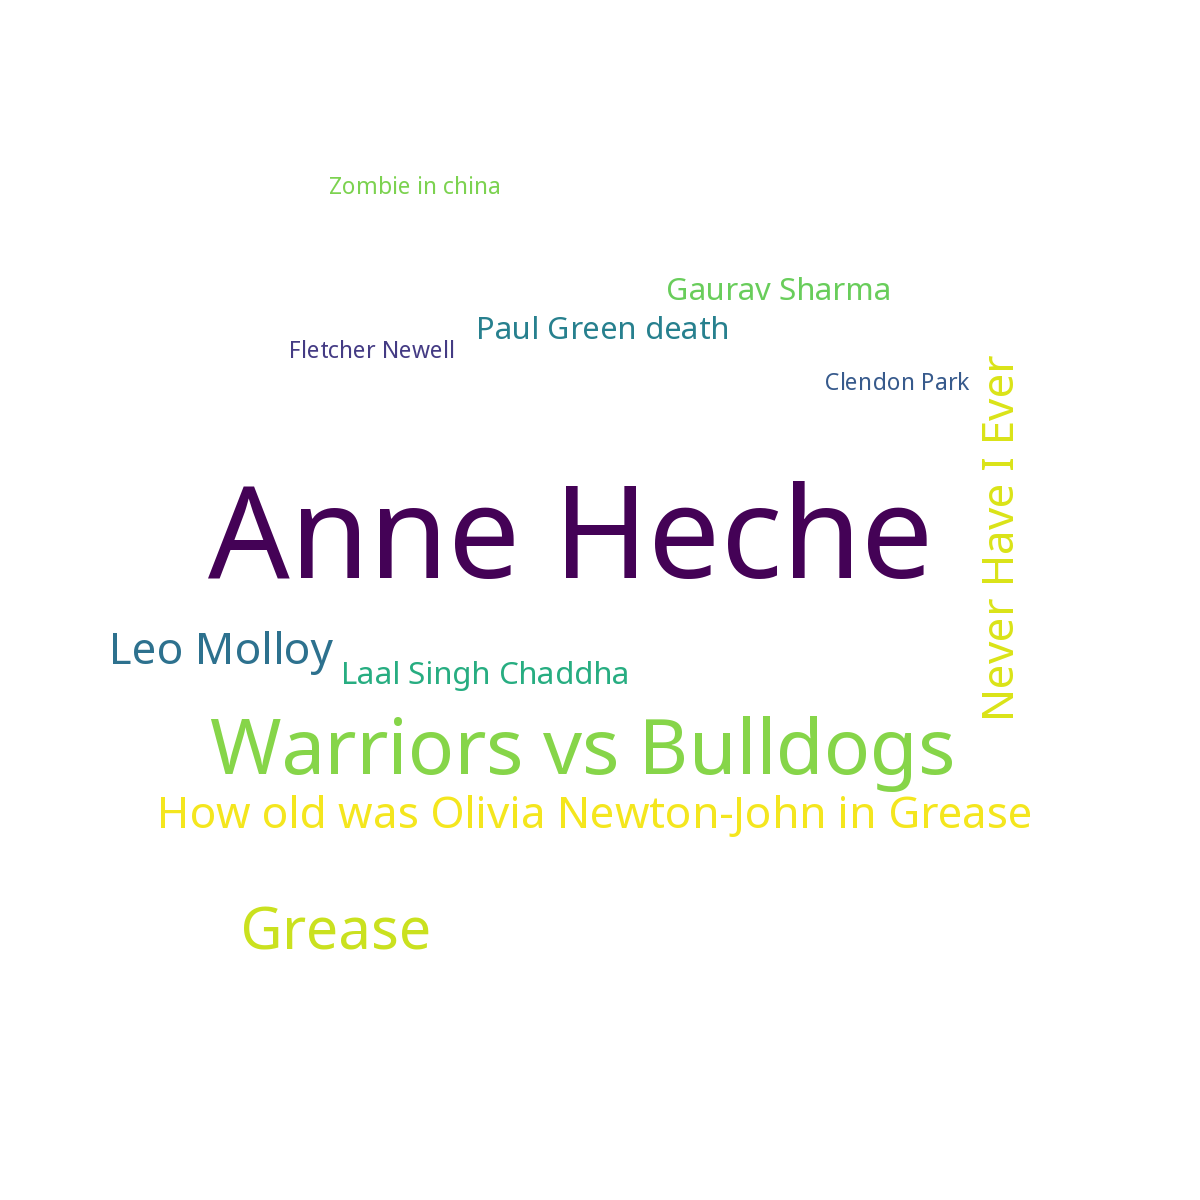 Zombie in china
Gaurav Sharma
Paul Green death
Fletcher Newell
Clendon Park
Never Have I Ever
Anne Heche
Leo Molloy
Laal Singh Chaddha
Warriors vs Bulldogs
How old was Olivia Newton-John in Grease
Grease